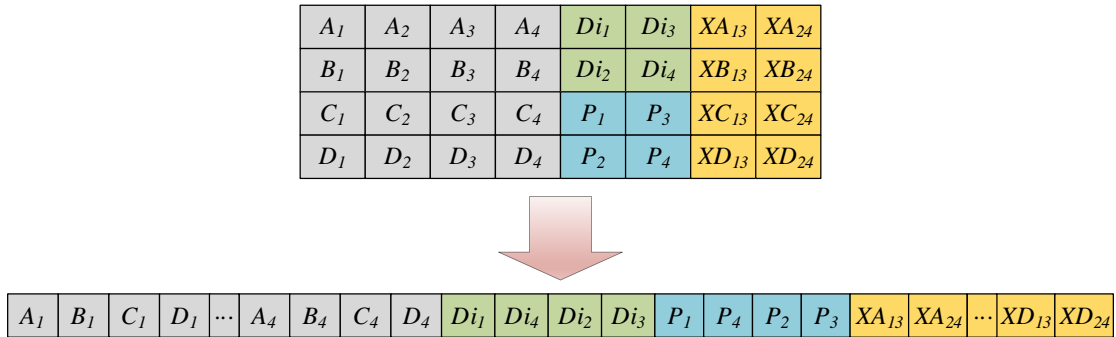 A₁ A₂ A₃ A₄ Di₁ Di₃ XA₁₃ XA₂₄
B₁ B₂ B₃ B₄ Di₂ Di₄ XB₁₃ XB₂₄
C₁ C₂ C₃ C₄ P₁ P₃ XC₁₃ XC₂₄
D₁ D₂ D₃ D₄ P₂ P₄ XD₁₃ XD₂₄
A₁ B₁ C₁ D₁ ... A₄ B₄ C₄ D₄ Di₁ Di₄ Di₂ Di₃ P₁ P₄ P₂ P₃ XA₁₃ XA₂₄ ... XD₁₃ XD₂₄